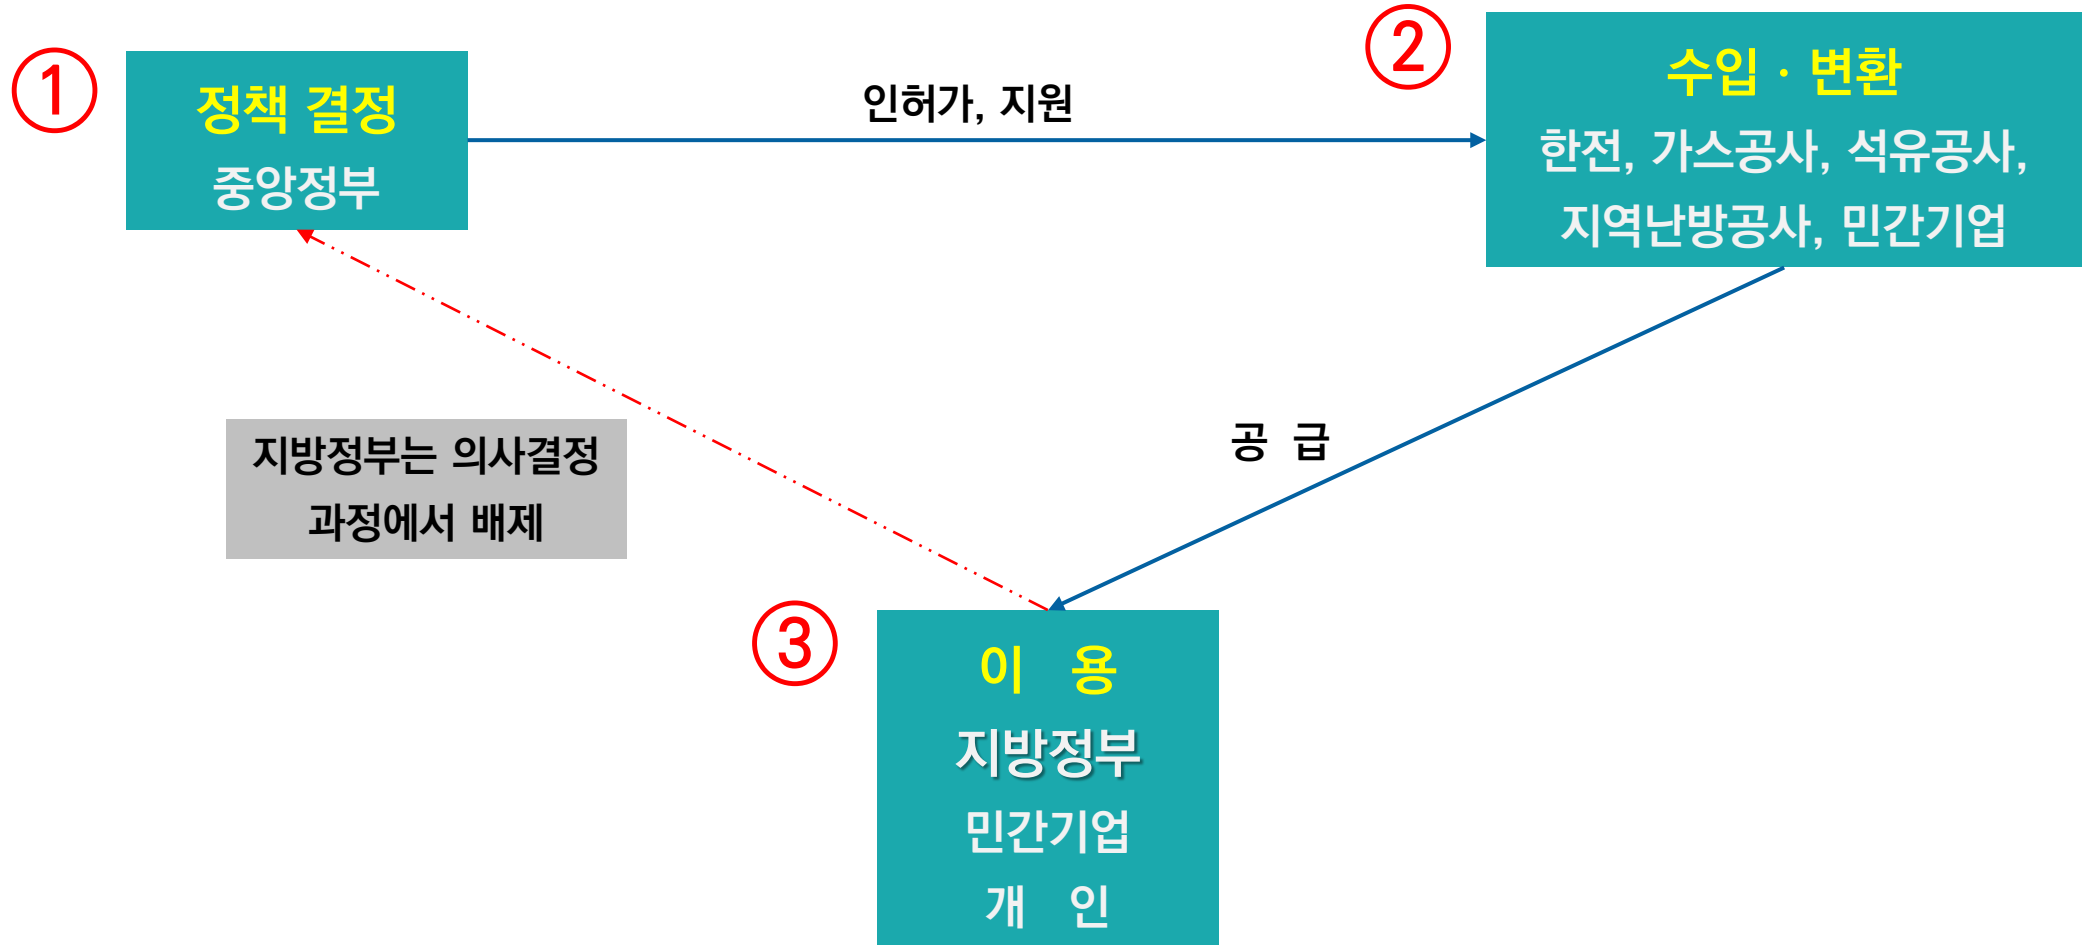 ①
정책 결정
중앙정부
인허가, 지원
②
수입 · 변환
한전, 가스공사, 석유공사,
지역난방공사, 민간기업
지방정부는 의사결정
과정에서 배제
공 급
③
이 용
지방정부
민간기업
개 인